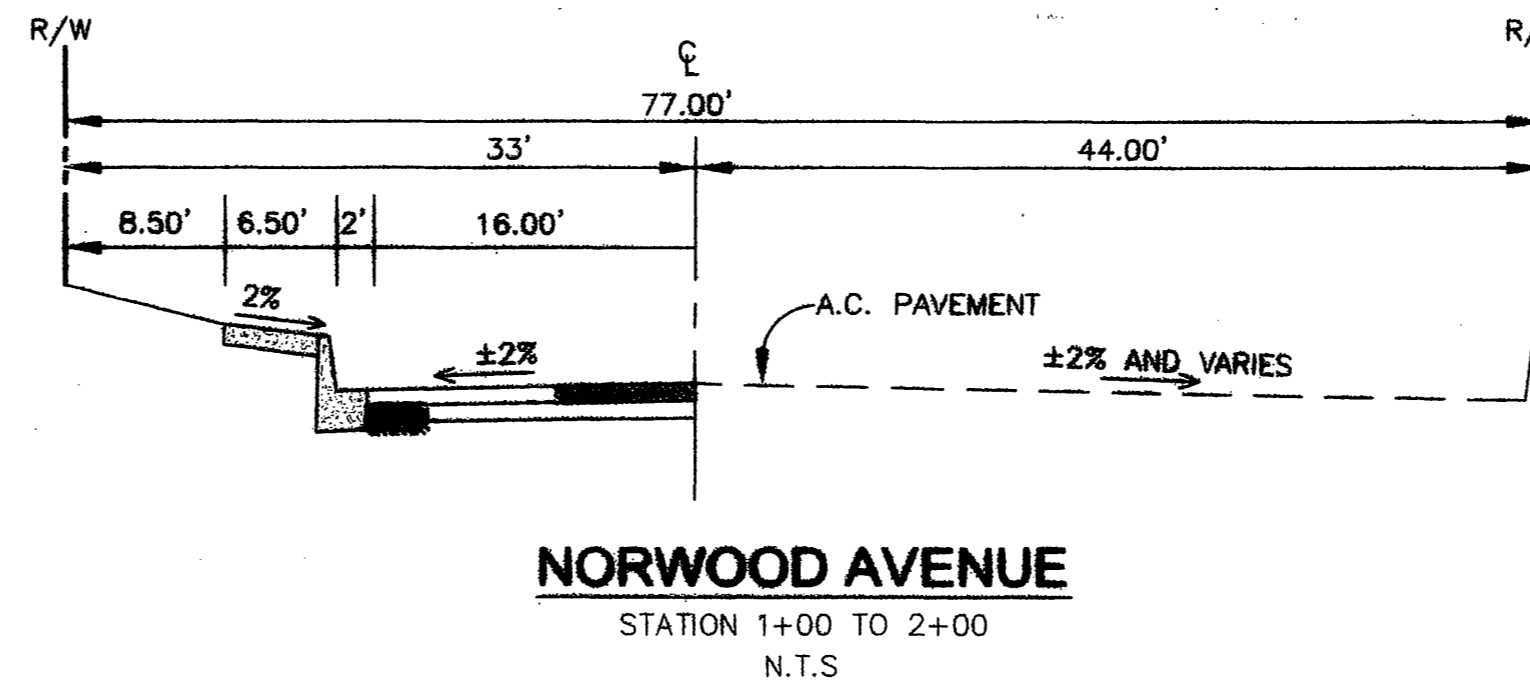 R/W
℄
R/
77.00'
33'
44.00'
8.50'
6.50'
2'
16.00'
2%
A.C. PAVEMENT
±2%
±2% AND VARIES
NORWOOD AVENUE
STATION 1+00 TO 2+00
N.T.S